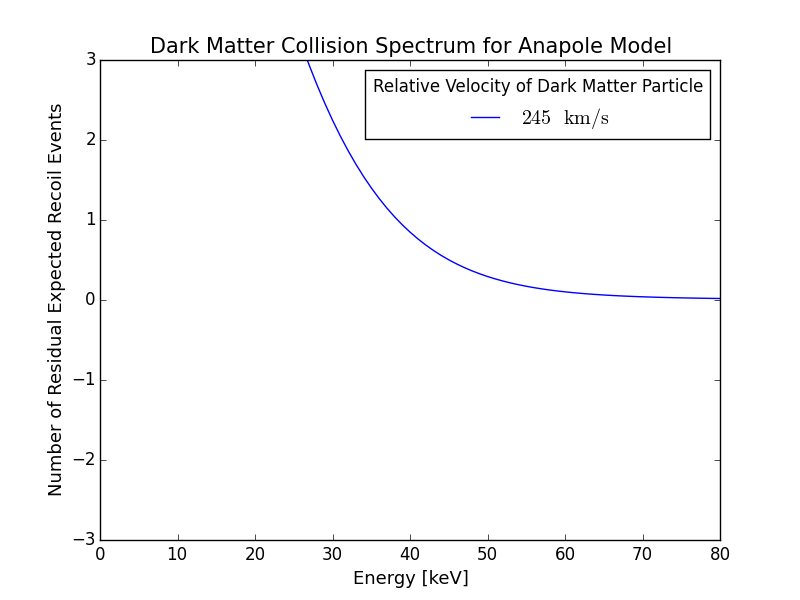 Dark Matter Collision Spectrum for Anapole Model
Relative Velocity of Dark Matter Particle
245 km/s
Number of Residual Expected Recoil Events
3
2
1
0
−1
−2
−3
0 10 20 30 40 50 60 70 80
Energy [keV]